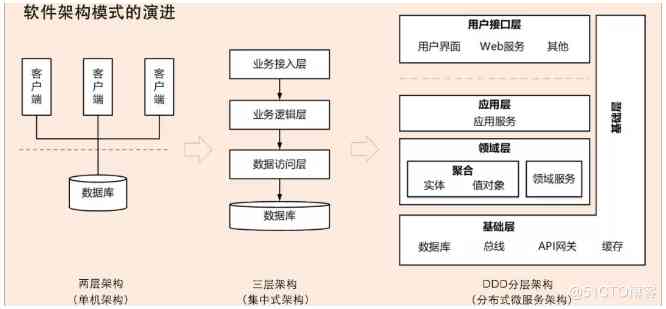 软件架构模式的演进
客户端
客户端
客户端
数据库
两层架构
（单机架构）
业务接入层
业务逻辑层
数据访问层
数据库
三层架构
（集中式架构）
用户接口层
用户界面 Web服务 其他
应用层
应用服务
领域层
聚合
实体 值对象
领域服务
基础层
基础层
数据库 总线 API网关 缓存
DDD分层架构
（分布式微服务架构）
@51CTO博客